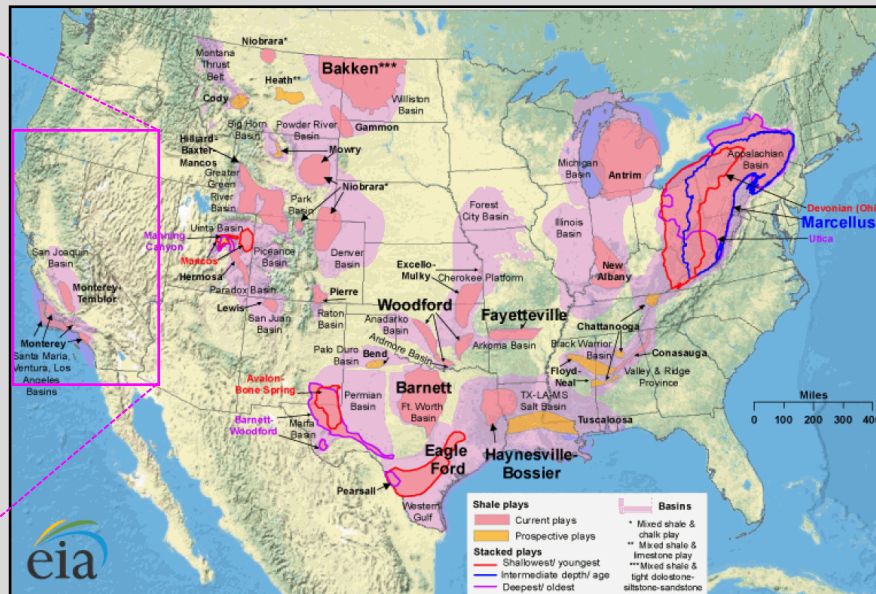 Niobrara*
Montana
Thrust
Belt
Bakken***
Heath**
Cody
Williston
Basin
Big Horn
Basin
Powder River
Basin
Gammon
Hilliard-
Baxter-
Mancos
Mowry
Greater
Green
River
Basin
Niobrara*
Park
Basin
Michigan
Basin
Antrim
Appalachian
Basin
Devonian (Ohi
Marcellus
Utica
Forest
City Basin
Illinois
Basin
Manning
Canyon
Uinta Basin
Mancos
Piceance
Basin
Denver
Basin
Hermosa
Paradox Basin
San Joaquin
Basin
Monterey-
Temblor
Excello-
Mulky
Cherokee Platform
New
Albany
Pierre
Lewis
San Juan
Basin
Raton
Basin
Woodford
Anadarko
Basin
Fayetteville
Chattanooga
Monterey
Santa Maria,
Ventura, Los
Angeles
Basins
Palo Duro
Basin
Bend
Ardmore Basin
Arkoma Basin
Black Warrior
Basin
Conasauga
Floyd-
Neal
Valley & Ridge
Province
Avalon-
Bone Spring
Permian
Basin
Barnett
Ft. Worth
Basin
TX-LA-MS
Salt Basin
Tuscaloosa
Barnett-
Woodford
Marfa
Basin
Eagle
Ford
Haynesville-
Bossier
Pearsall
Western
Gulf
Miles
0 100 200 300 400
eia
Shale plays
Current plays
Prospective plays
Stacked plays
Shallowest/ youngest
Intermediate depth/ age
Deepest/ oldest
Basins
* Mixed shale &
chalk play
** Mixed shale &
limestone play
***Mixed shale &
tight dolostone-
siltstone-sandstone